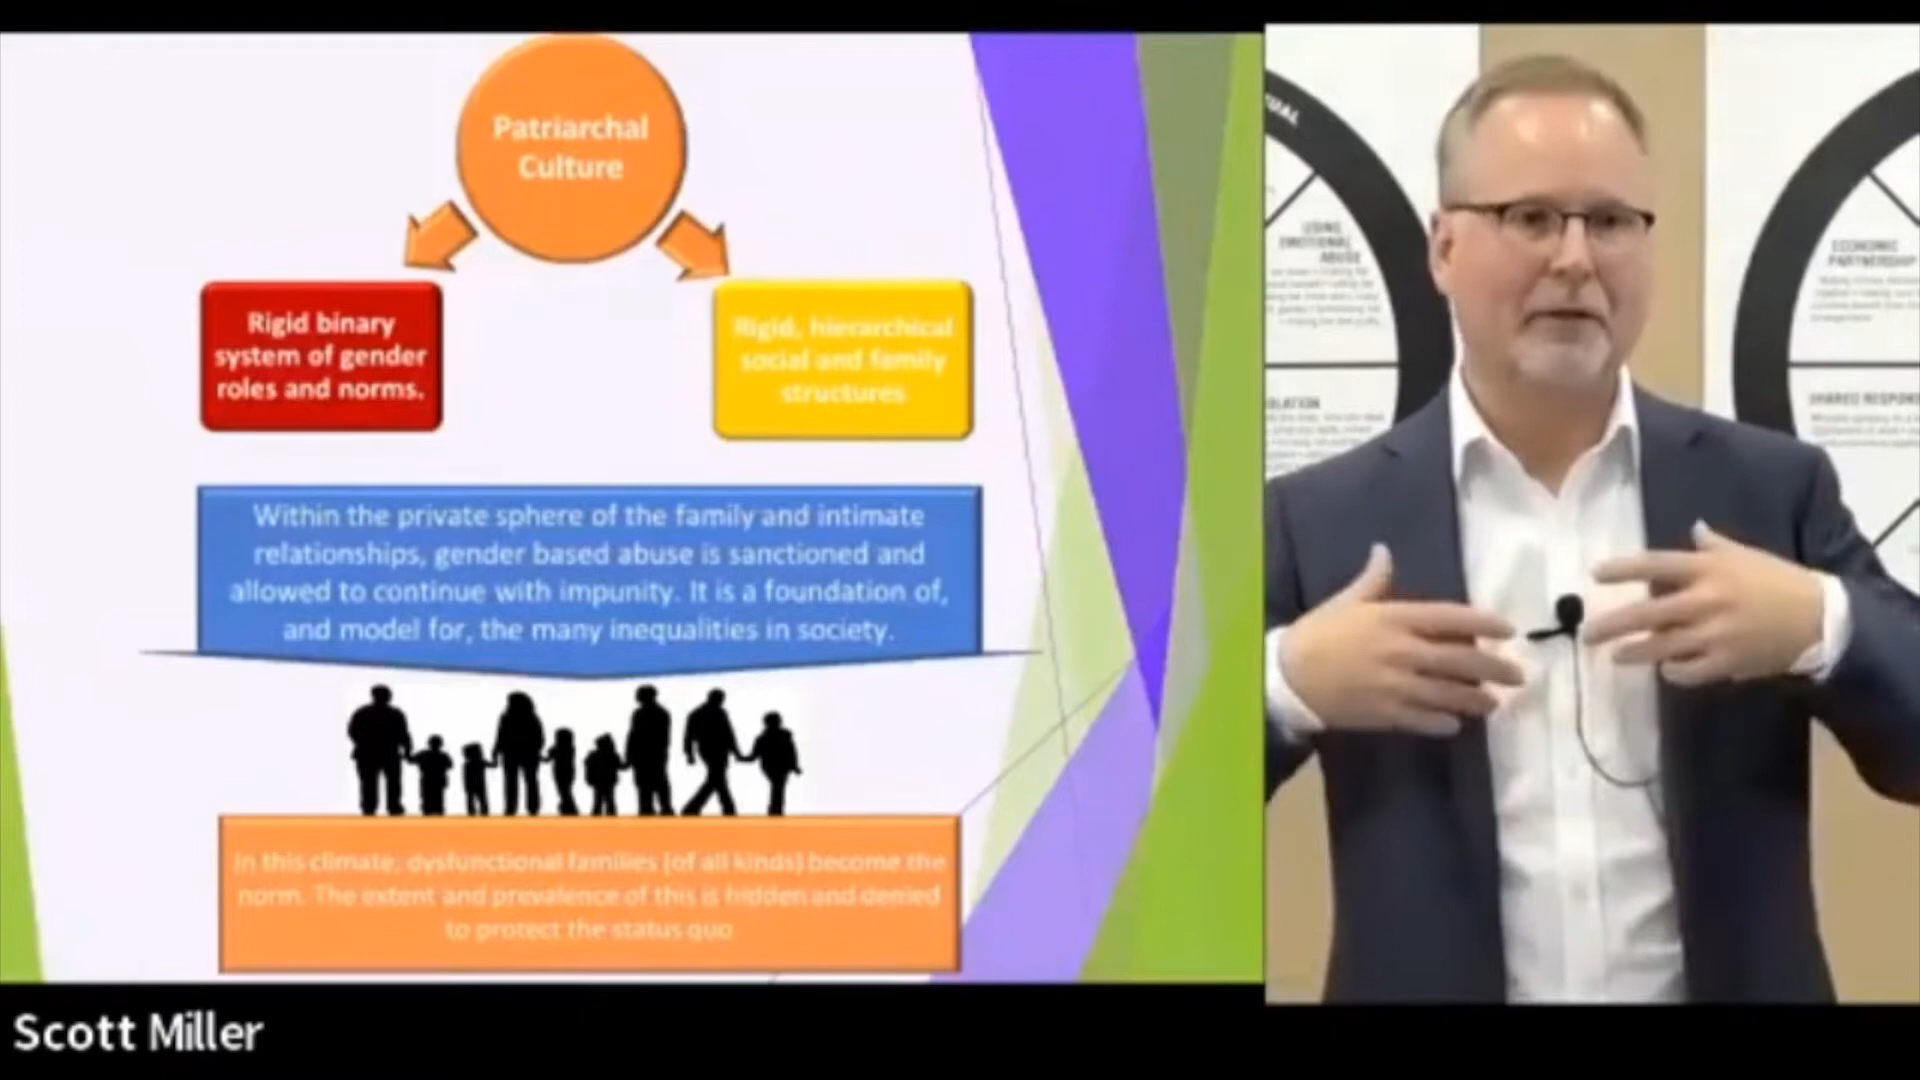 Patriarchal
Culture
Rigid binary
system of gender
roles and norms.
Rigid, hierarchical
social and family
structures
Within the private sphere of the family and intimate
relationships, gender based abuse is sanctioned and
allowed to continue with impunity. It is a foundation of,
and model for, the many inequalities in society.
In this climate, dysfunctional families (of all kinds) become the
norm. The extent and prevalence of this is hidden and denied
to protect the status quo
USING
EMOTIONAL
ABUSE
ECONOMIC
PARTNERSHIP
Scott Miller